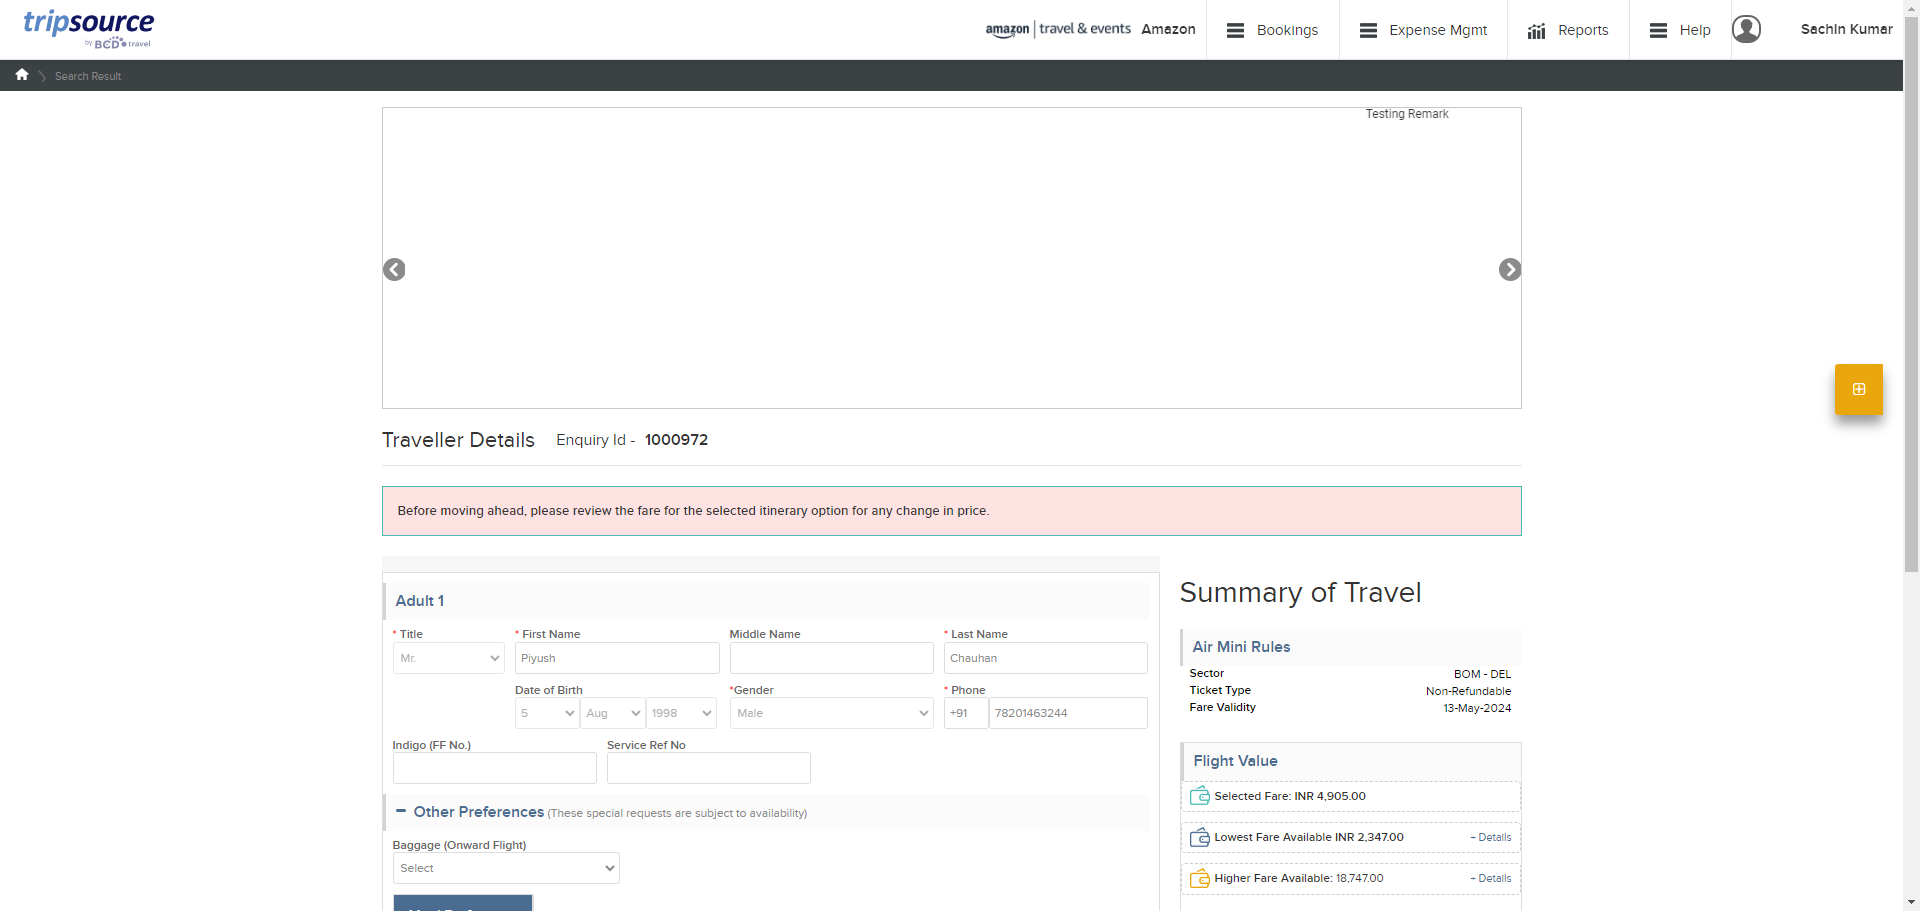 tripsource
by BCD travel
amazon | travel & events Amazon
Bookings
Expense Mgmt
Reports
Help
Sachin Kumar
Search Result
Testing Remark
Traveller Details Enquiry Id - 1000972
Before moving ahead, please review the fare for the selected itinerary option for any change in price.
Adult 1
* Title * First Name Middle Name * Last Name
Mr. Piyush Chauhan
Date of Birth *Gender * Phone
5 Aug 1998 Male +91 78201463244
Indigo (FF No.) Service Ref No
Other Preferences (These special requests are subject to availability)
Baggage (Onward Flight)
Select
Summary of Travel
Air Mini Rules
Sector BOM - DEL
Ticket Type Non-Refundable
Fare Validity 13-May-2024
Flight Value
Selected Fare: INR 4,905.00
Lowest Fare Available INR 2,347.00 + Details
Higher Fare Available: 18,747.00 + Details